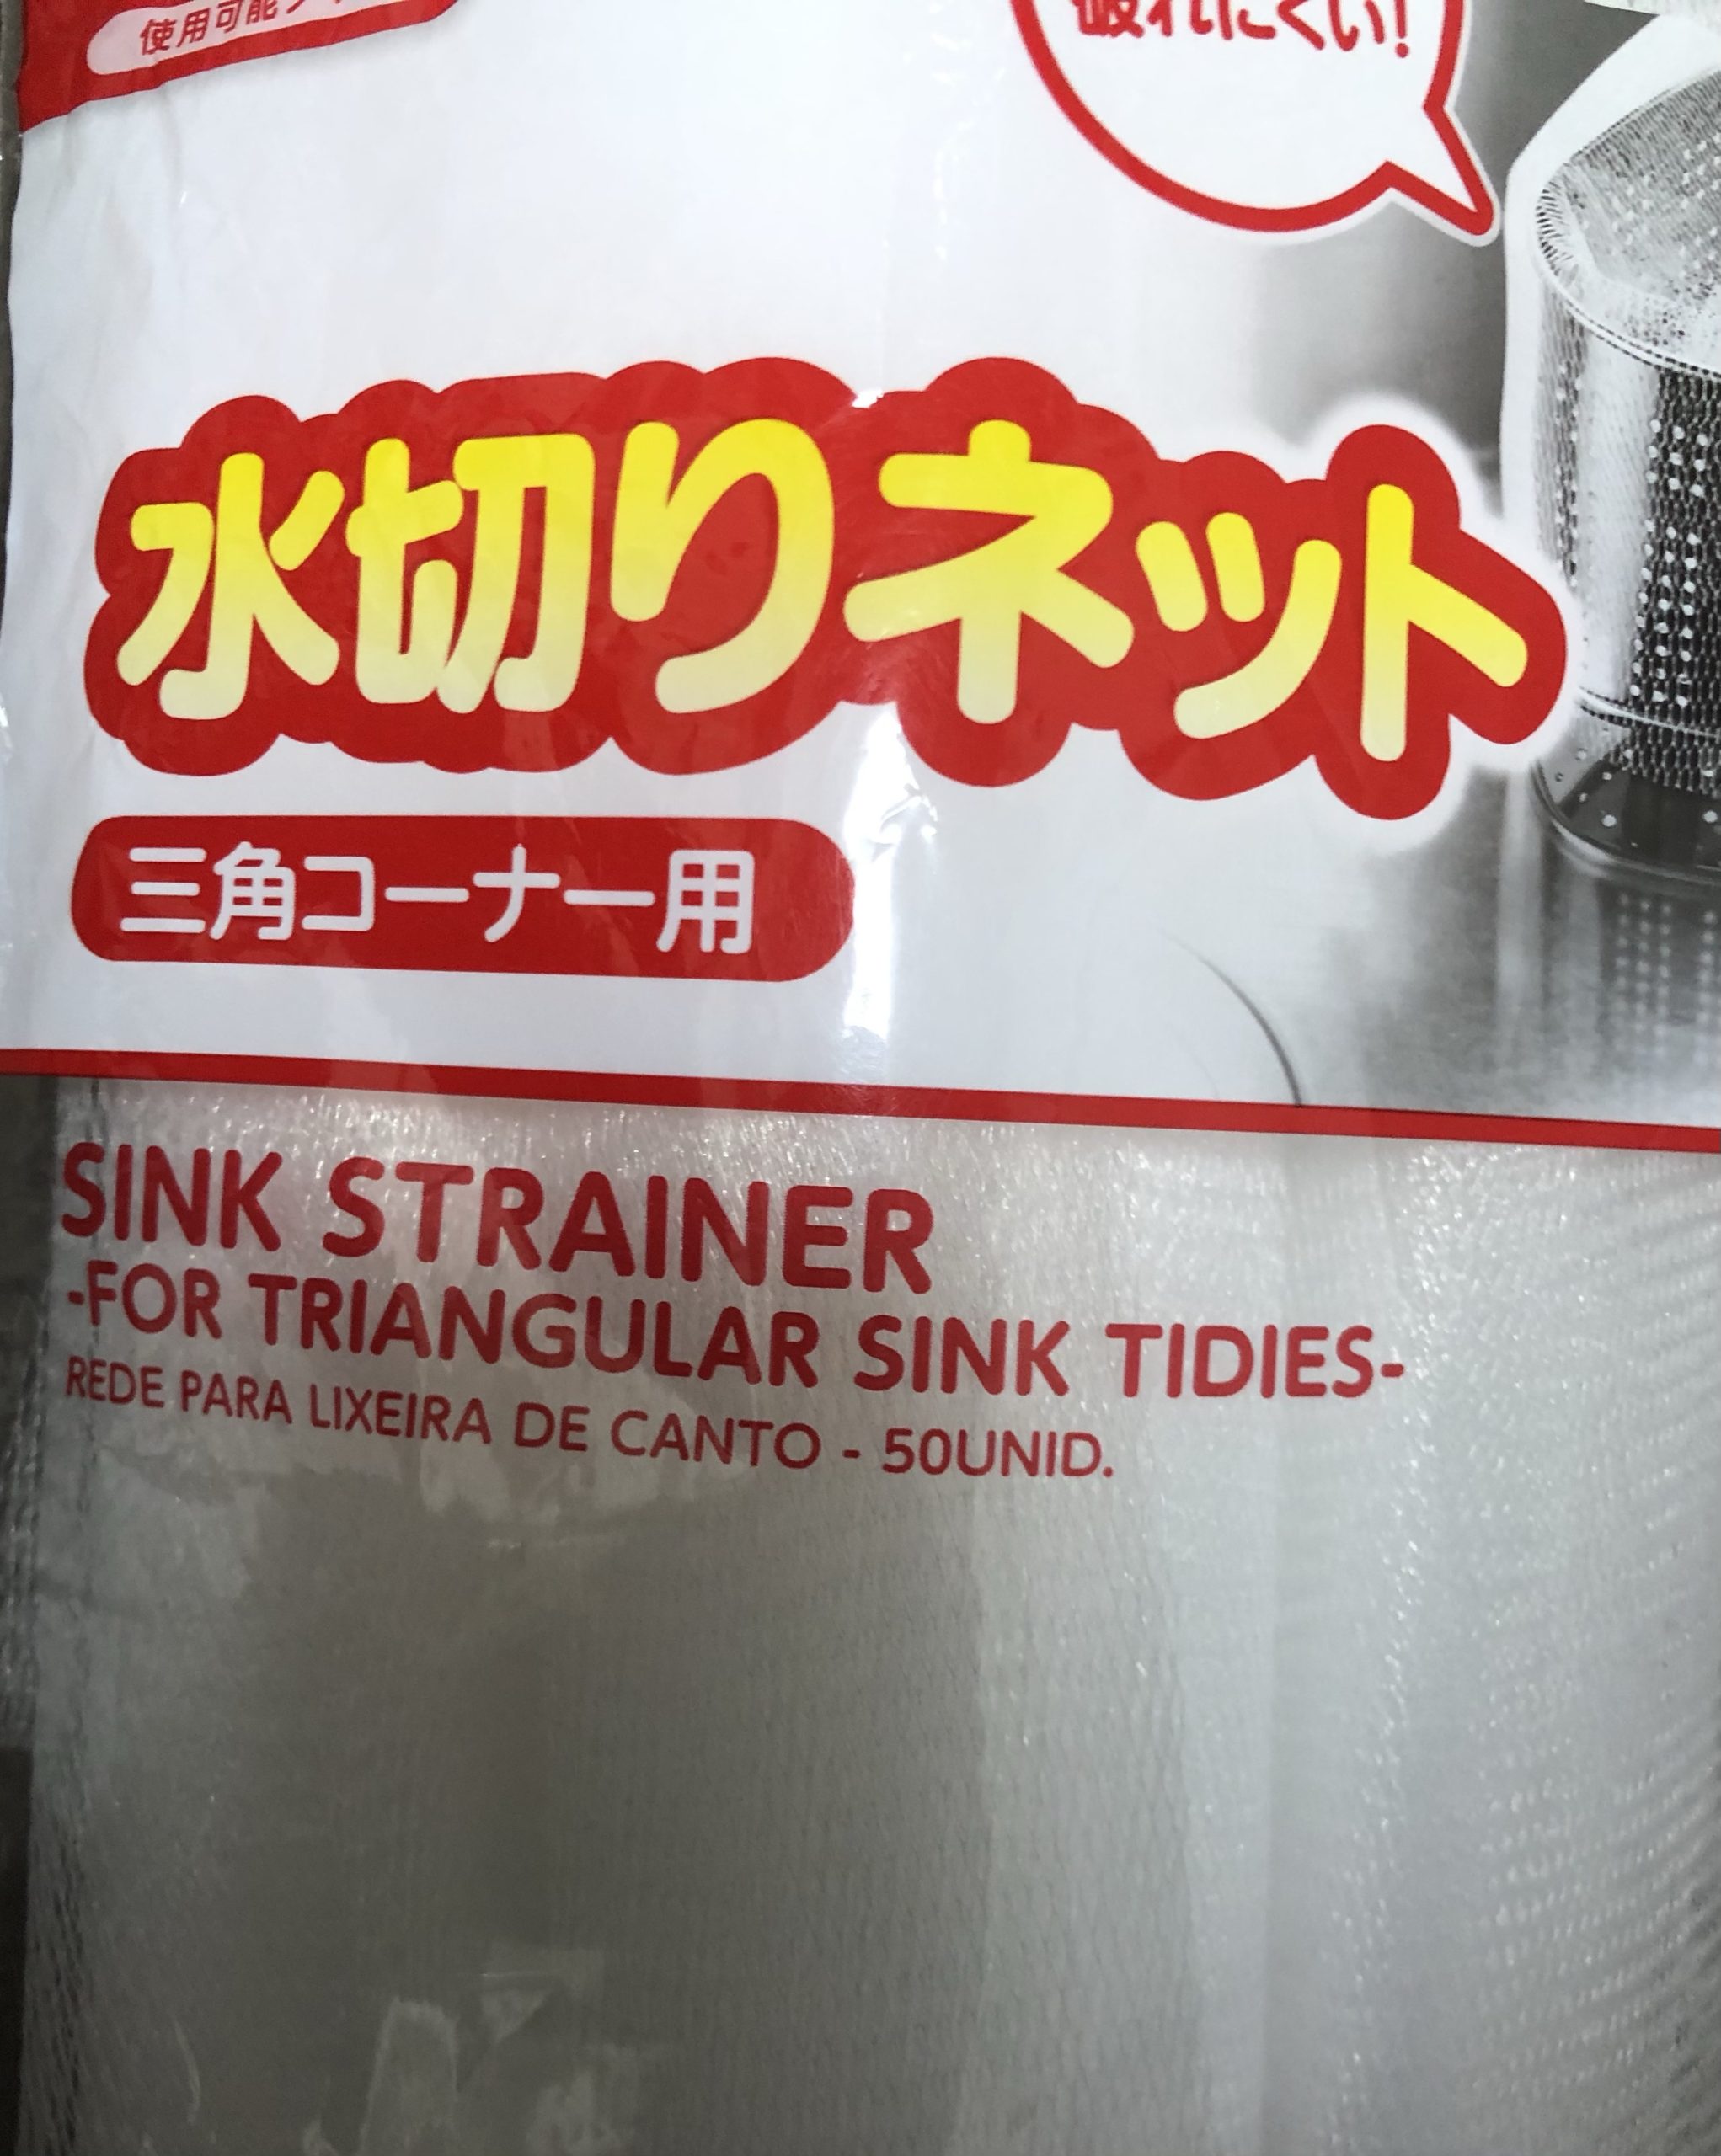 使用可能
破れにくい!
水切りネット
三角コーナー用
SINK STRAINER
-FOR TRIANGULAR SINK TIDIES-
REDE PARA LIXEIRA DE CANTO - 50UNID.